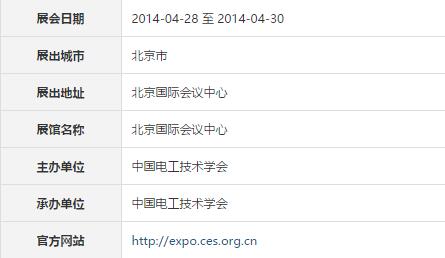 展会日期 2014-04-28 至 2014-04-30
展出城市 北京市
展出地址 北京国际会议中心
展馆名称 北京国际会议中心
主办单位 中国电工技术学会
承办单位 中国电工技术学会
官方网站 http://expo.ces.org.cn